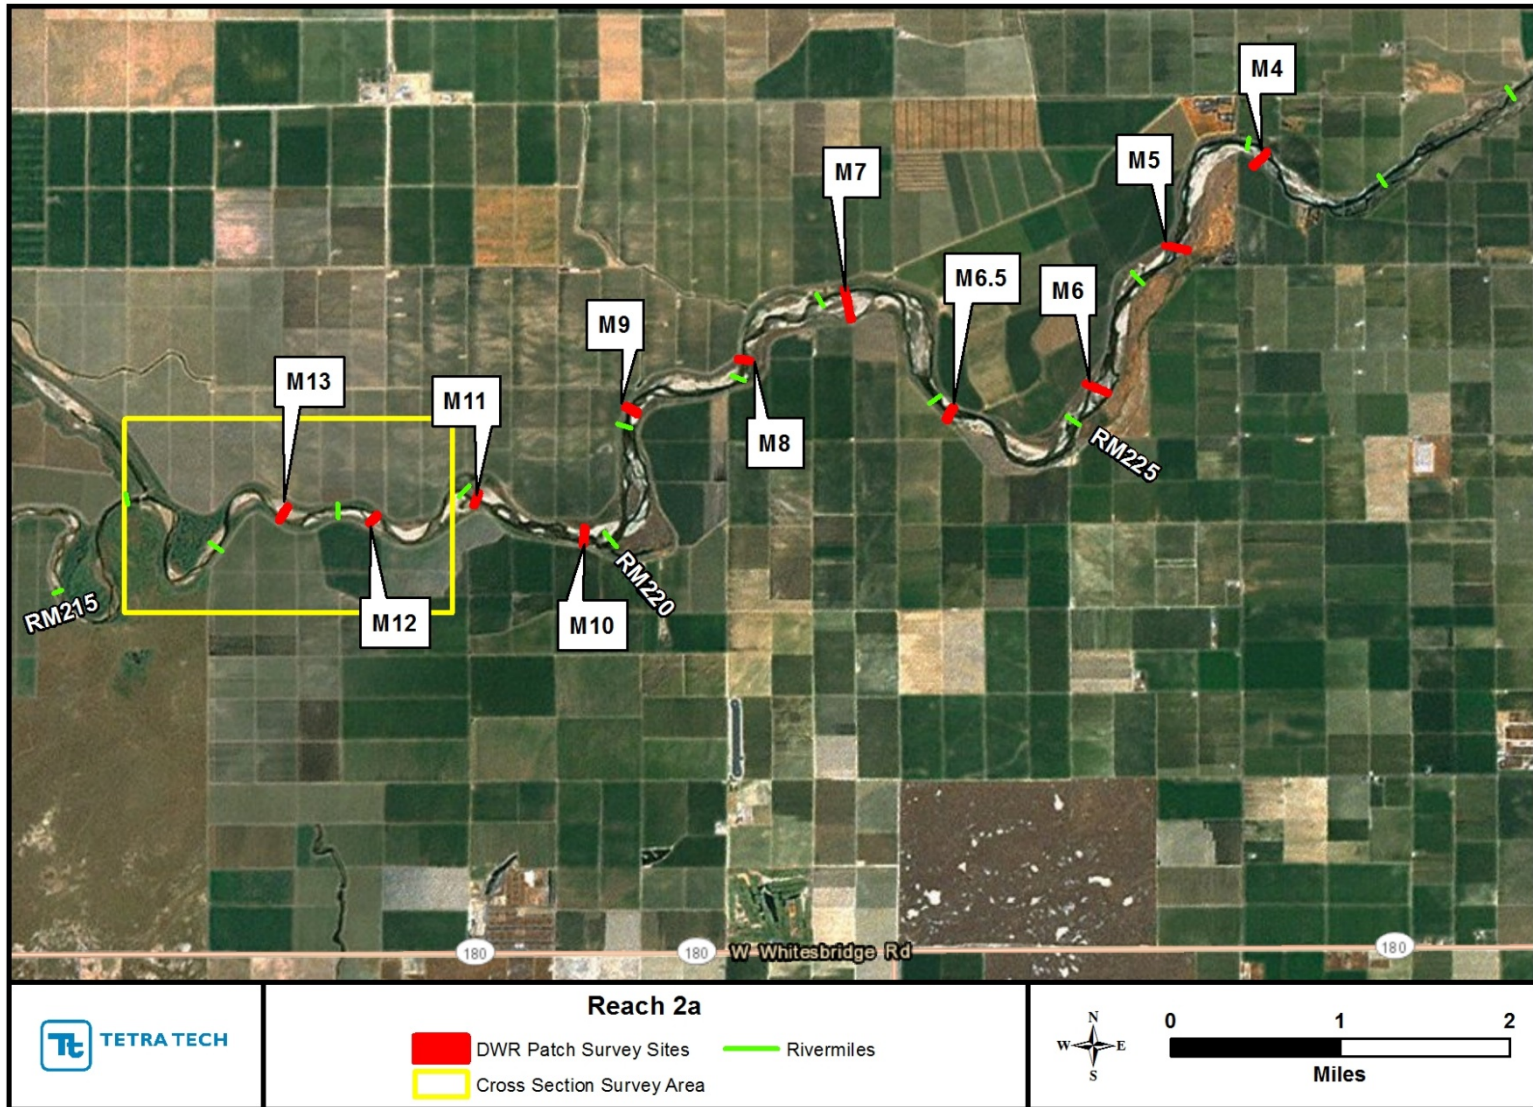 M4
M5
M7
M6.5
M6
M9
M13
M11
M8
RM225
RM220
RM215
M12
M10
180
180
W Whitesbridge Rd
180
TETRA TECH
Reach 2a
DWR Patch Survey Sites
Rivermiles
Cross Section Survey Area
N
W
E
S
0
1
2
Miles